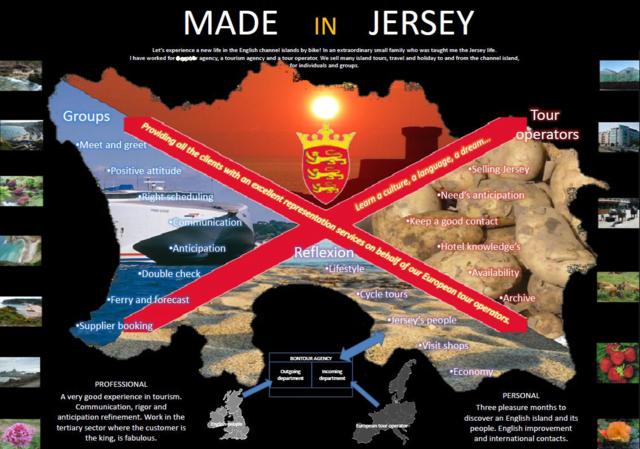 MADE IN JERSEY
Let's experience a new life in the English channel islands by bike! In an extraordinary small family who was taught me the Jersey life.
I have worked for agency, a tourism agency and a tour operator. We sell many island tours, travel and holiday to and from the channel island,
for individuals and groups.
Groups
•Meet and greet
•Positive attitude
•Right scheduling
•Communication
•Anticipation
•Double check
•Ferry and forecast
•Supplier booking
Providing all the clients with an excellent representation services on behalf of our European tour operators.
Learn a culture, a language, a dream...
Tour
operators
•Selling Jersey
•Need's anticipation
•Keep a good contact
•Hotel knowledge's
•Availability
•Archive
Reflexion
•Lifestyle
•Cycle tours
•Jersey's people
•Visit shops
•Economy
BONTOUR AGENCY
Outgoing
department
Incoming
department
English people
European tour operator
PROFESSIONAL
A very good experience in tourism.
Communication, rigor and
anticipation refinement. Work in the
tertiary sector where the customer is
the king, is fabulous.
PERSONAL
Three pleasure months to
discover an English island and its
people. English improvement
and international contacts.